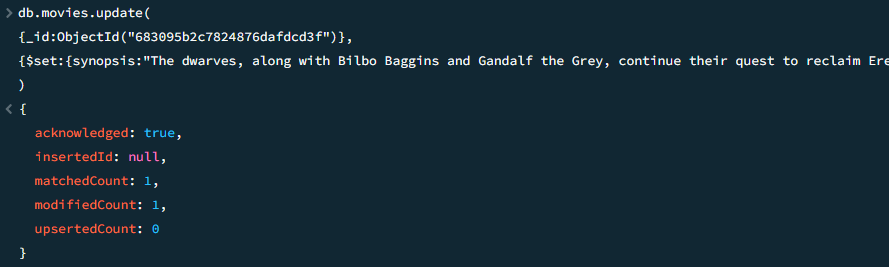 > db.movies.update(
{_id:ObjectId("683095b2c7824876dafdcd3f")},
{$set:{synopsis:"The dwarves, along with Bilbo Baggins and Gandalf the Grey, continue their quest to reclaim Ere
)
< {
acknowledged: true,
insertedId: null,
matchedCount: 1,
modifiedCount: 1,
upsertedCount: 0
}